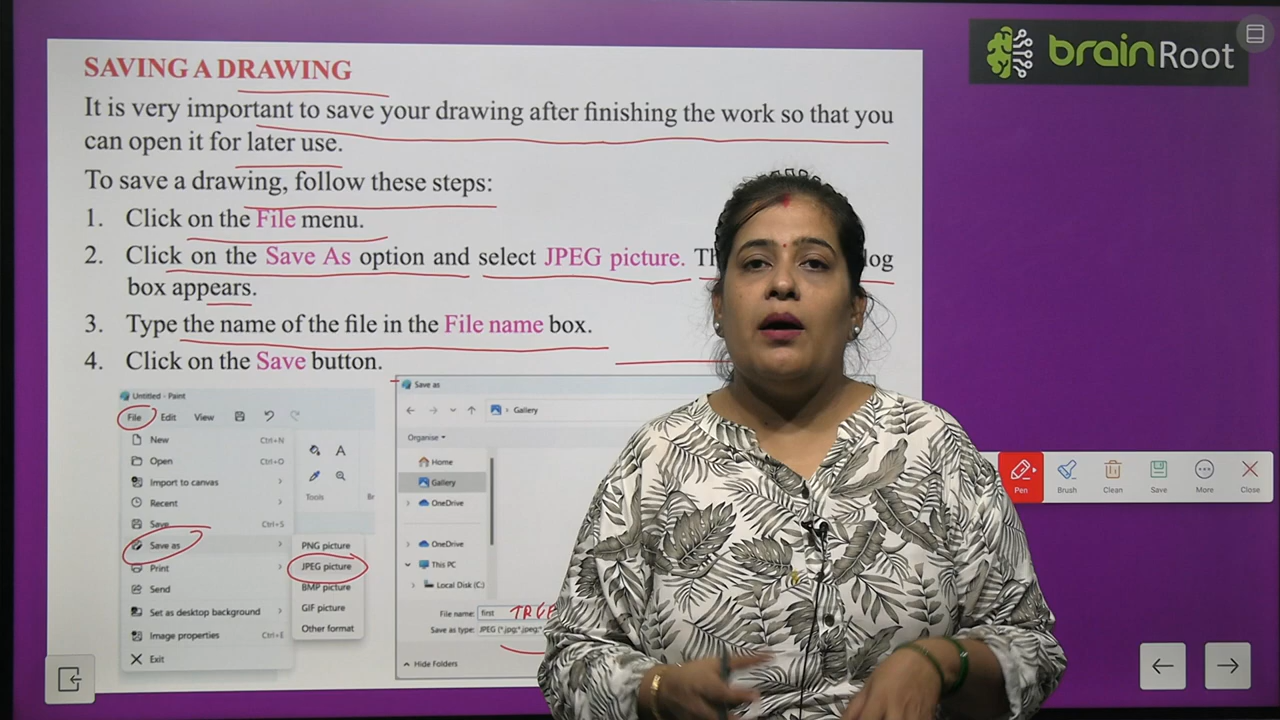 SAVING A DRAWING
brainRoot
It is very important to save your drawing after finishing the work so that you
can open it for later use.
To save a drawing, follow these steps:
1. Click on the File menu.
2. Click on the Save As option and select JPEG picture.
box appears.
3. Type the name of the file in the File name box.
4. Click on the Save button.
Untitled - Paint
File Edit View
New Ctrl+N
Open Ctrl+O
Import to canvas
Recent
Save Ctrl+S
Save as
Print
Send
Set as desktop background
Image properties Ctrl+E
Exit
Tools
Br
PNG picture
JPEG picture
BMP picture
GIF picture
Other format
Save as
Gallery
Organise
Home
Gallery
OneDrive
OneDrive
This PC
Local Disk (C:)
File name: first
Save as type: JPEG (*.jpg;*.jpeg;*
Hide Folders
Pen Brush Clean Save More Close